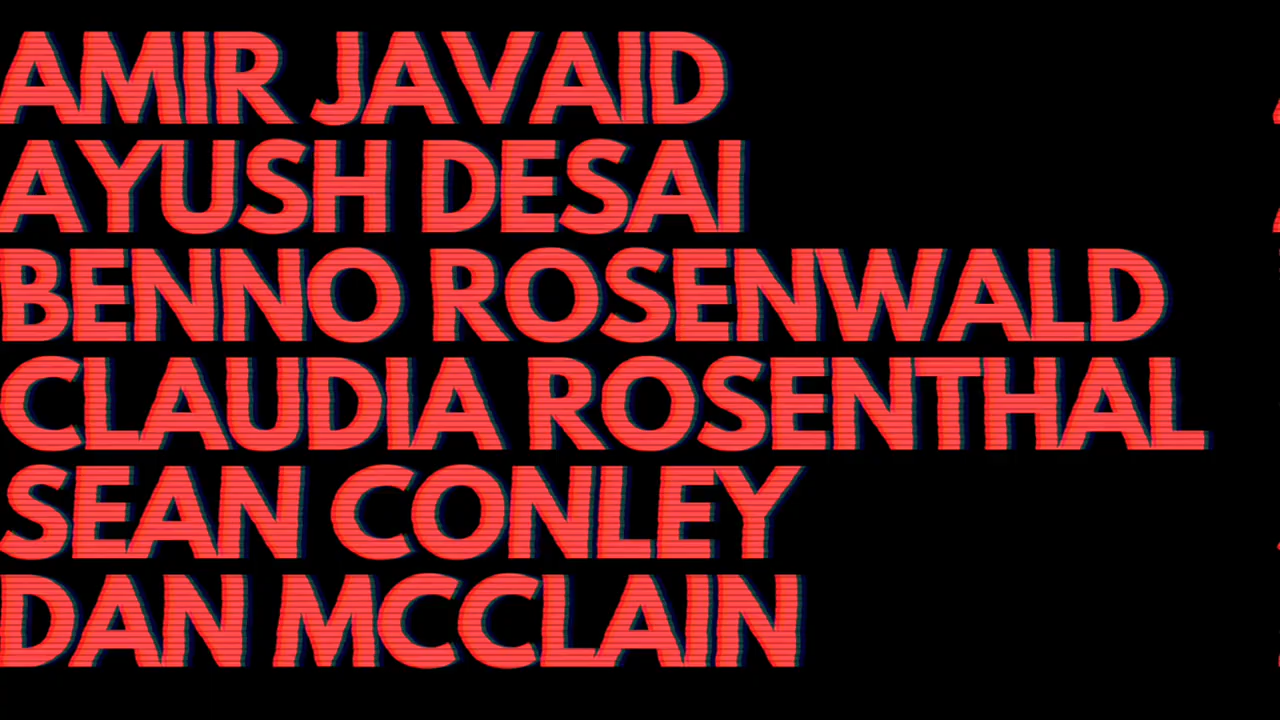 AMIR JAVAID
AYUSH DESAI
BENNO ROSENWALD
CLAUDIA ROSENTHAL
SEAN CONLEY
DAN MCCLAIN